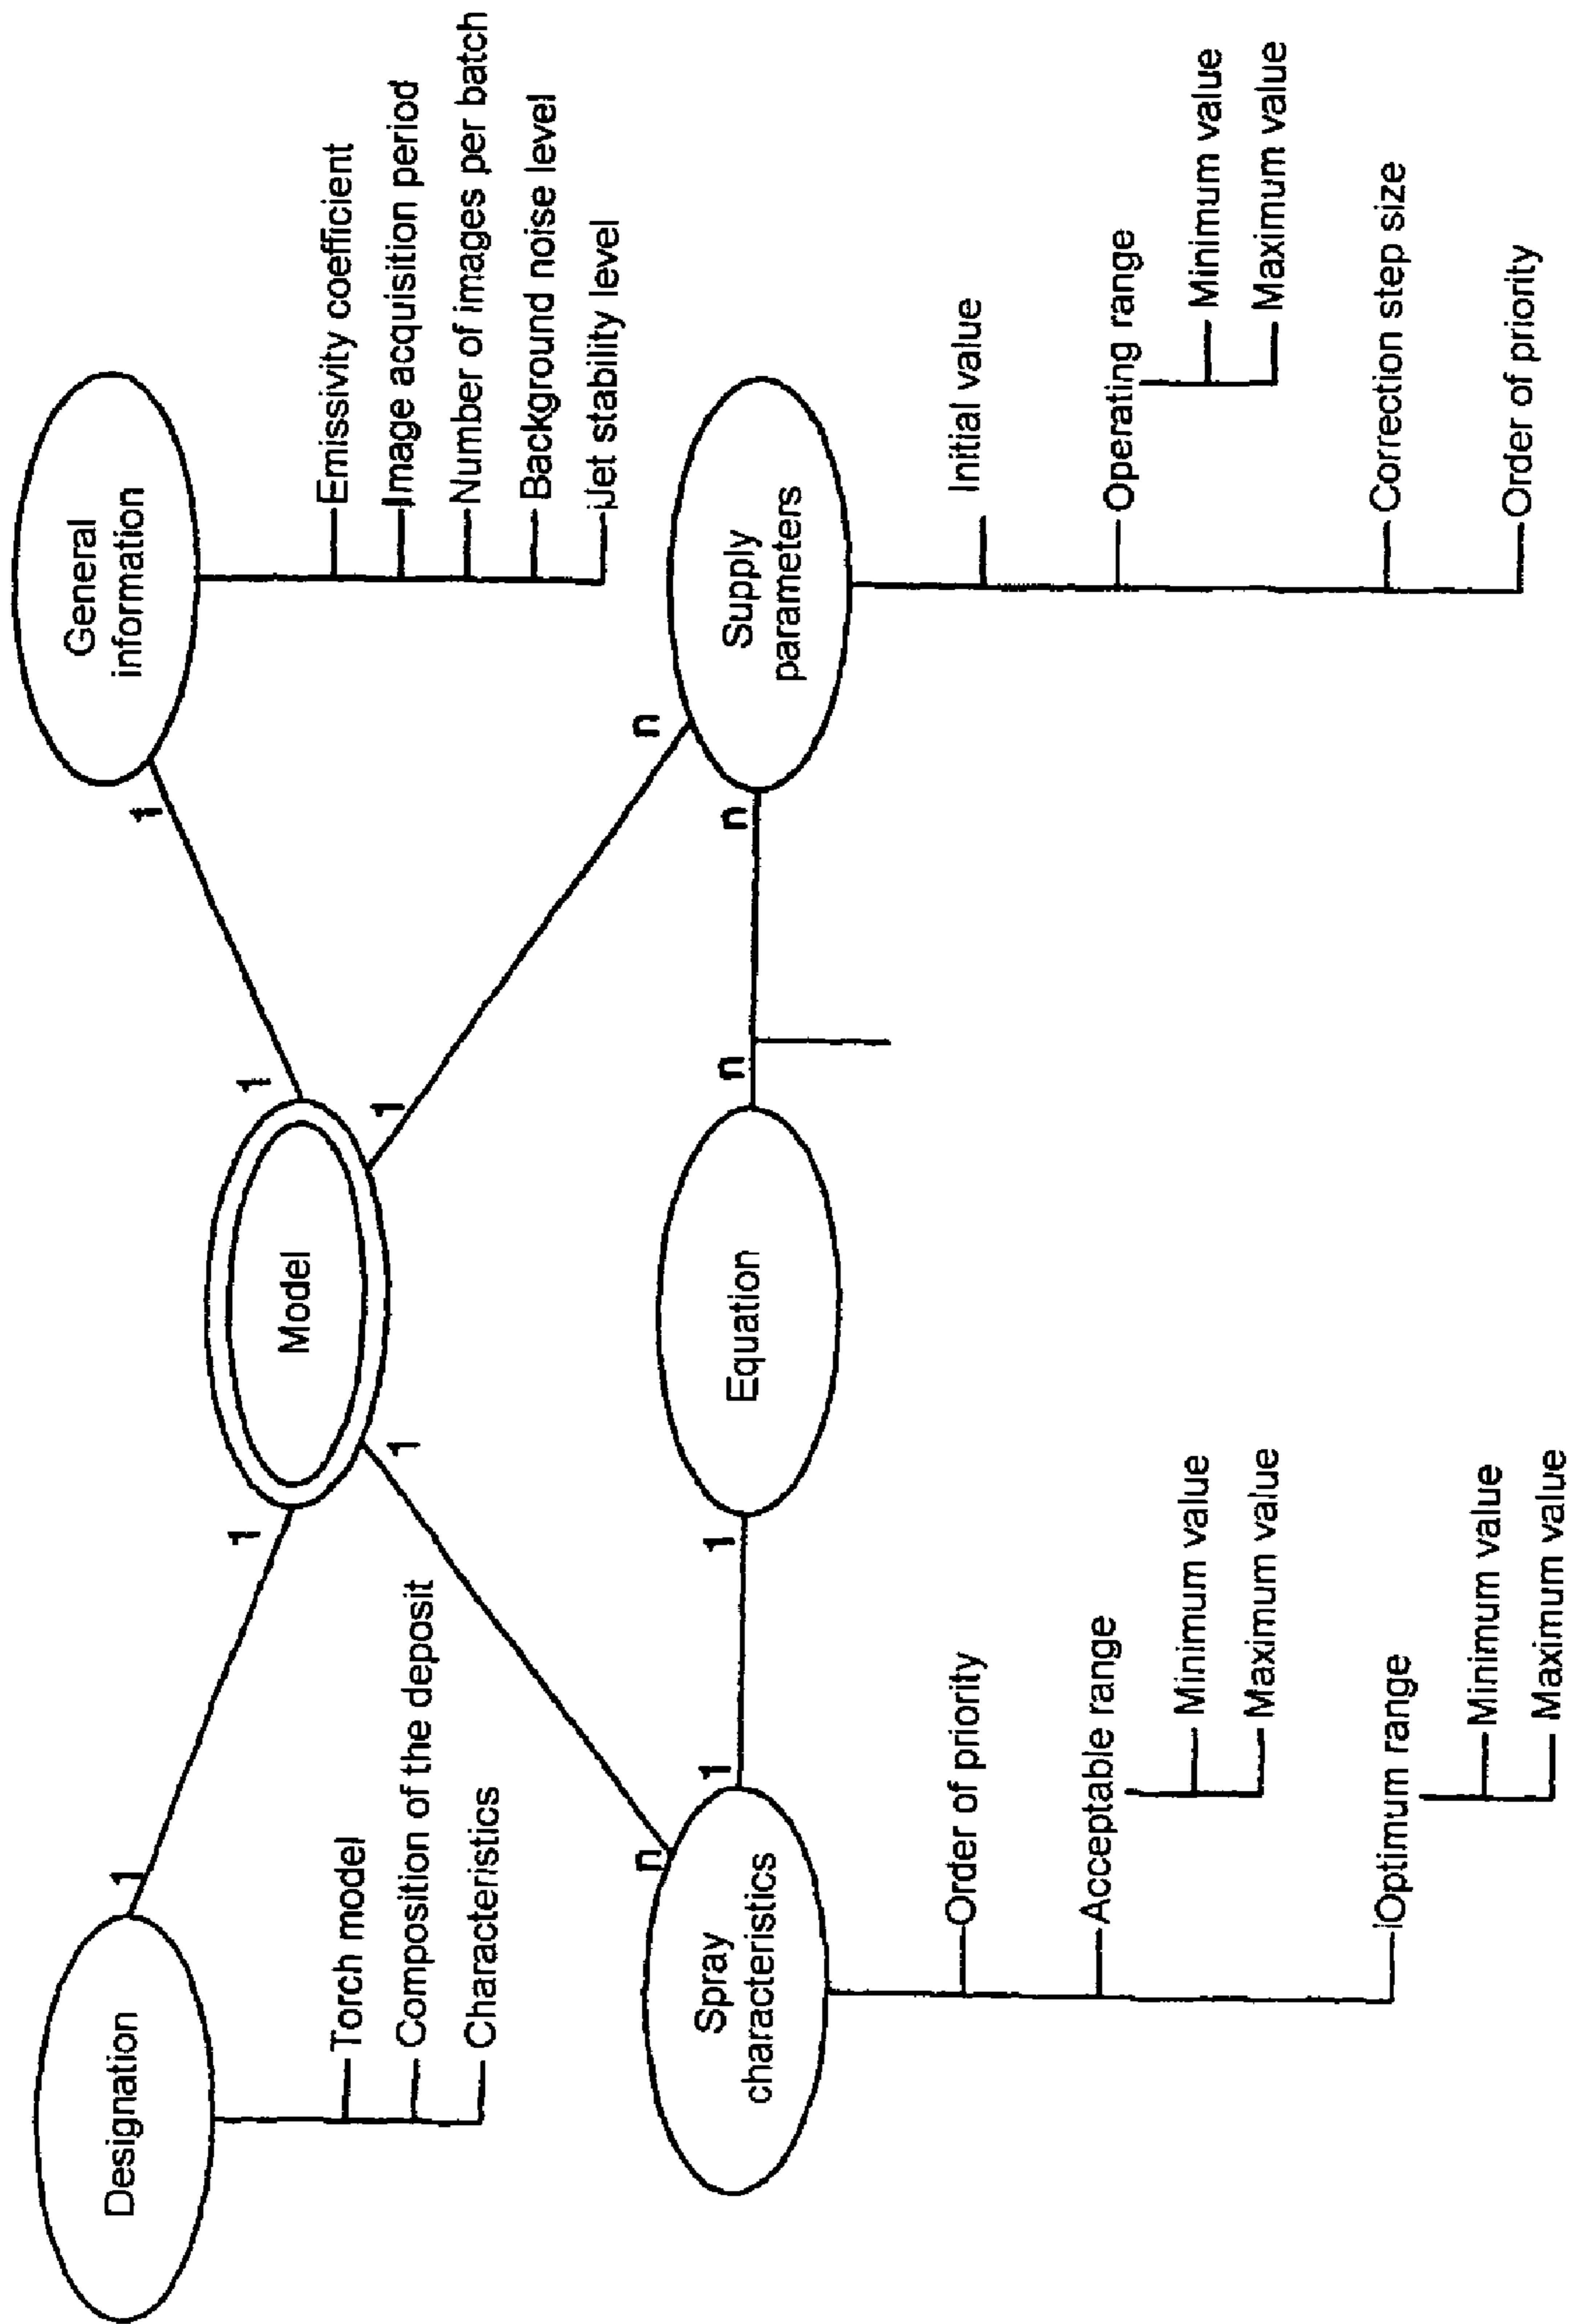 Designation
Torch model
Composition of the deposit
Characteristics
1
1
Model
1
1
General
information
Emissivity coefficient
Image acquisition period
Number of images per batch
Background noise level
Jet stability level
1
n
1
n
Spray
characteristics
Order of priority
Acceptable range
Minimum value
Maximum value
Optimum range
Minimum value
Maximum value
1
1
Equation
n
n
Supply
parameters
Initial value
Operating range
Minimum value
Maximum value
Correction step size
Order of priority